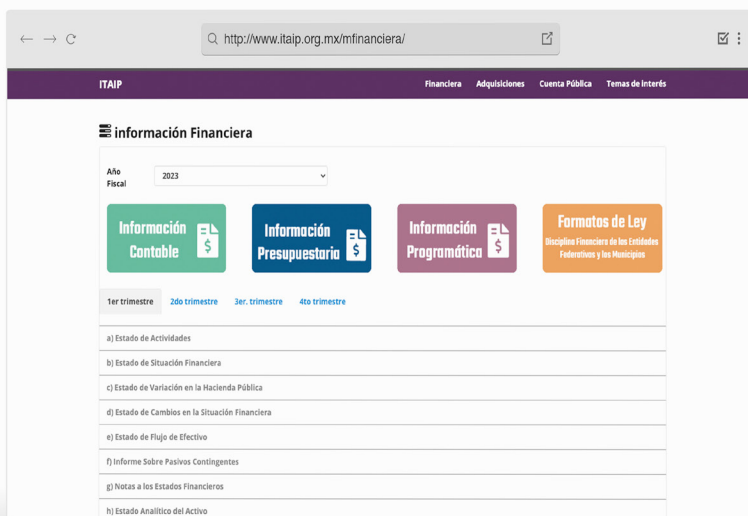 http://www.itaip.org.mx/mfinanciera/
ITAIP
Financiera Adquisiciones Cuenta Pública Temas de Interés
información Financiera
Año
Fiscal
2023
Información
Contable
Información
Presupuestaria
Información
Programática
Formatos de Ley
Disciplina Financiera de las Entidades
Federativas y los Municipios
1er trimestre 2do trimestre 3er. trimestre 4to trimestre
a) Estado de Actividades
b) Estado de Situación Financiera
c) Estado de Variación en la Hacienda Pública
d) Estado de Cambios en la Situación Financiera
e) Estado de Flujo de Efectivo
f) Informe Sobre Pasivos Contingentes
g) Notas a los Estados Financieros
h) Estado Analítico del Activo